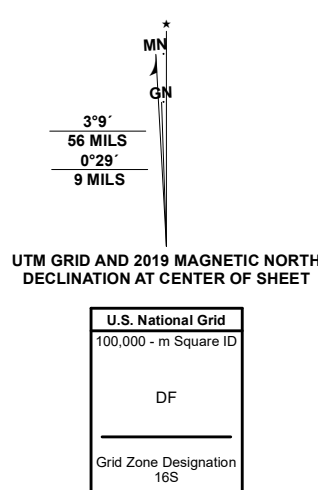 MN
GN
3°9´
56 MILS
0°29´
9 MILS
UTM GRID AND 2019 MAGNETIC NORTH
DECLINATION AT CENTER OF SHEET
U.S. National Grid
100,000 - m Square ID
DF
Grid Zone Designation
16S